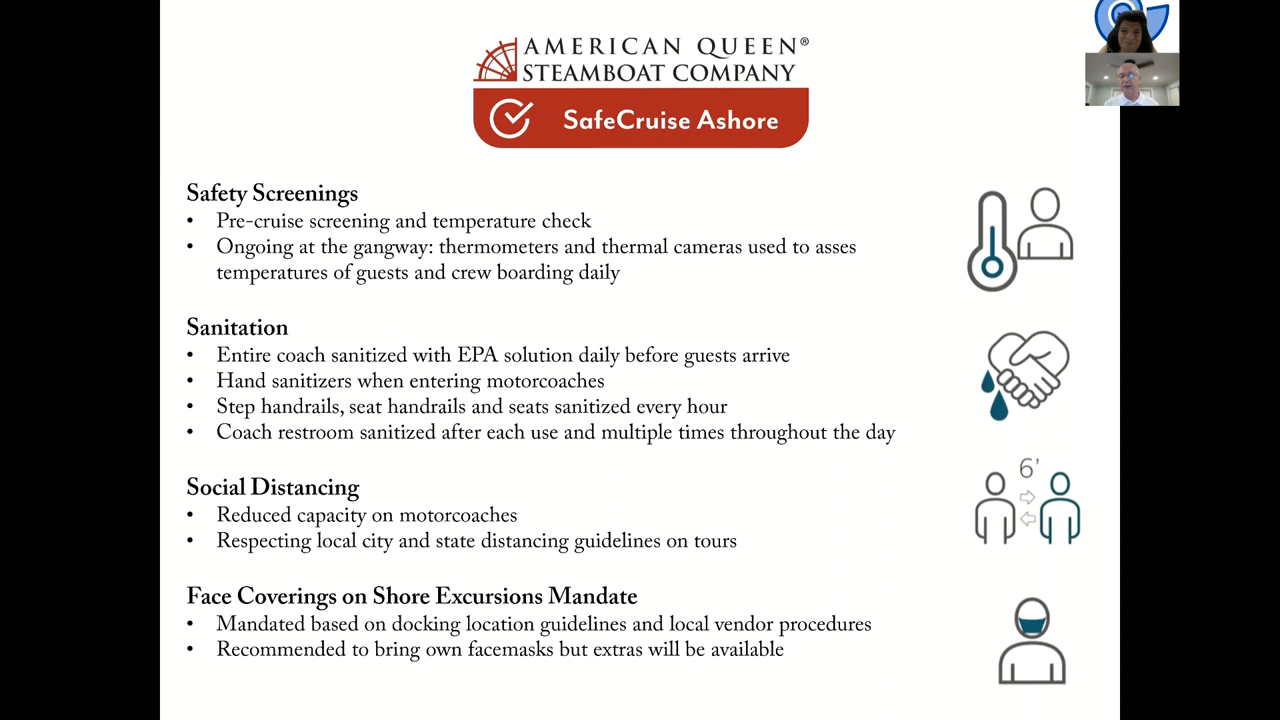 AMERICAN QUEEN®
STEAMBOAT COMPANY
SafeCruise Ashore
Safety Screenings
• Pre-cruise screening and temperature check
• Ongoing at the gangway: thermometers and thermal cameras used to asses
temperatures of guests and crew boarding daily
Sanitation
• Entire coach sanitized with EPA solution daily before guests arrive
• Hand sanitizers when entering motorcoaches
• Step handrails, seat handrails and seats sanitized every hour
• Coach restroom sanitized after each use and multiple times throughout the day
6’
Social Distancing
• Reduced capacity on motorcoaches
• Respecting local city and state distancing guidelines on tours
Face Coverings on Shore Excursions Mandate
• Mandated based on docking location guidelines and local vendor procedures
• Recommended to bring own facemasks but extras will be available